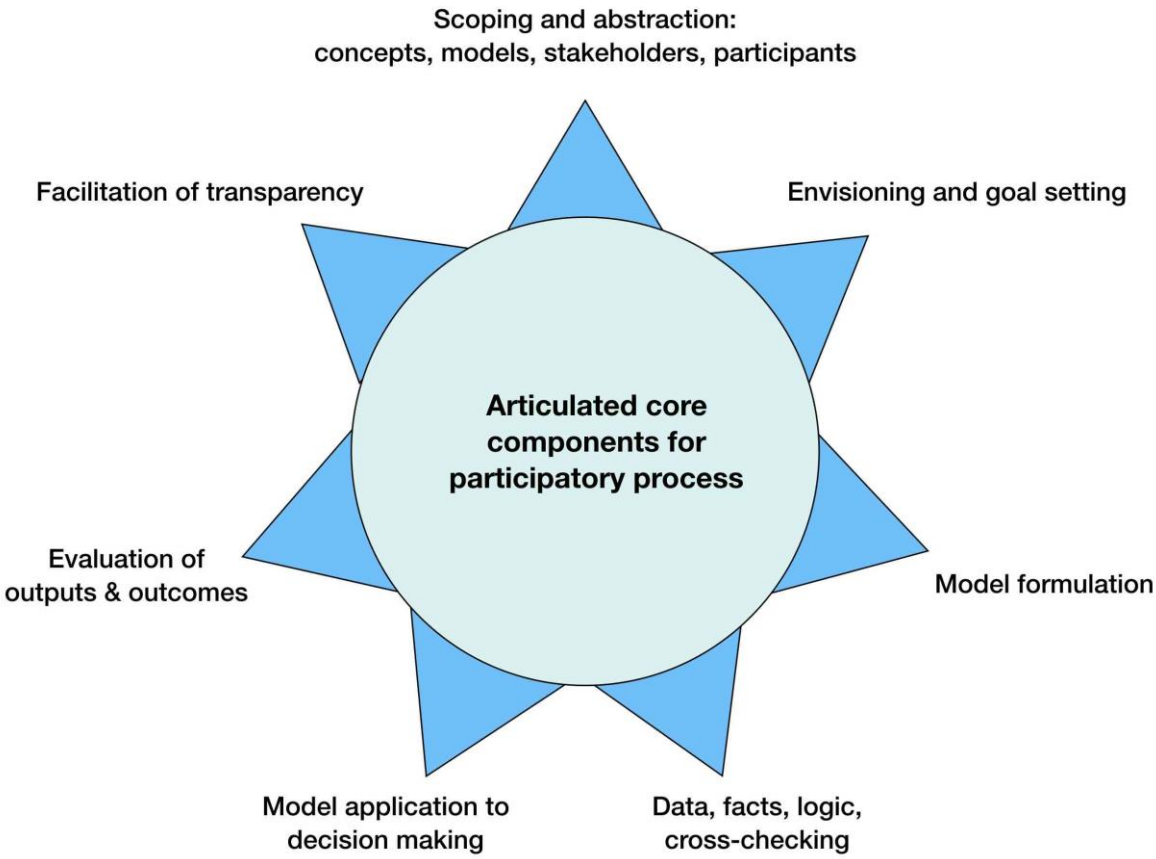 Scoping and abstraction:
concepts, models, stakeholders, participants
Facilitation of transparency
Envisioning and goal setting
Articulated core
components for
participatory process
Evaluation of
outputs & outcomes
Model formulation
Model application to
decision making
Data, facts, logic,
cross-checking